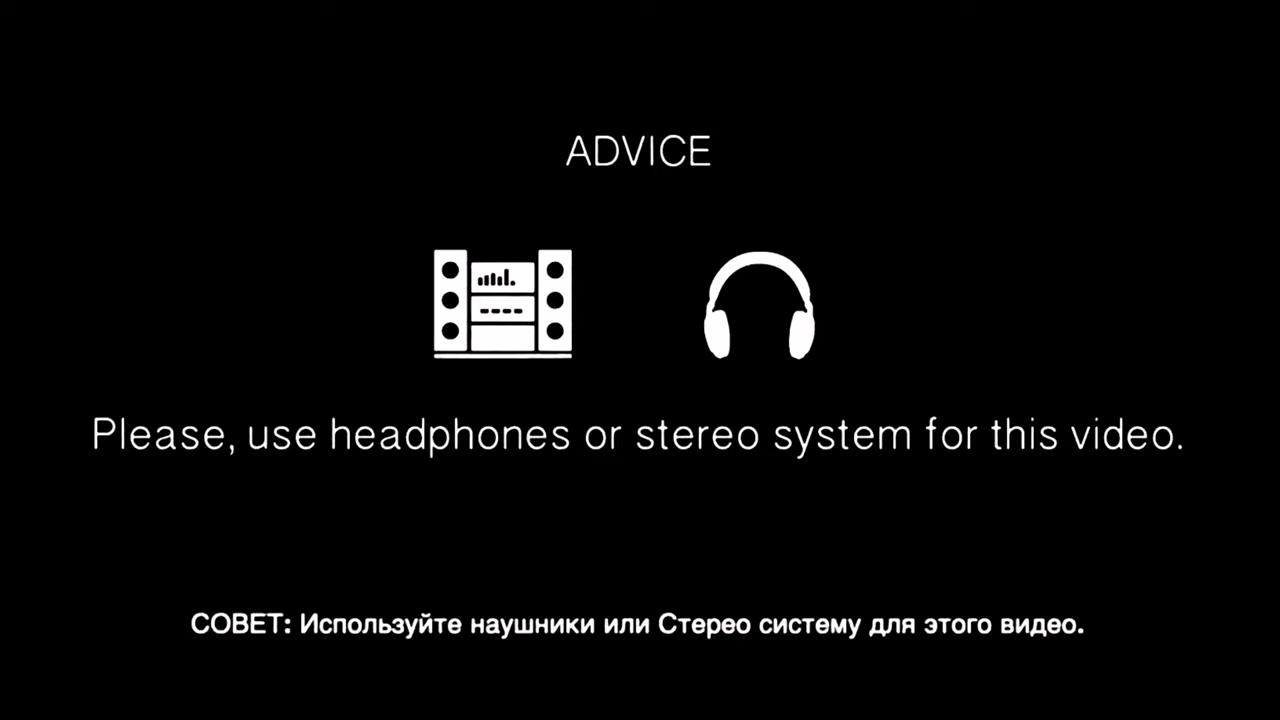 ADVICE
Please, use headphones or stereo system for this video.
СОВЕТ: Используйте наушники или Стерео систему для этого видео.